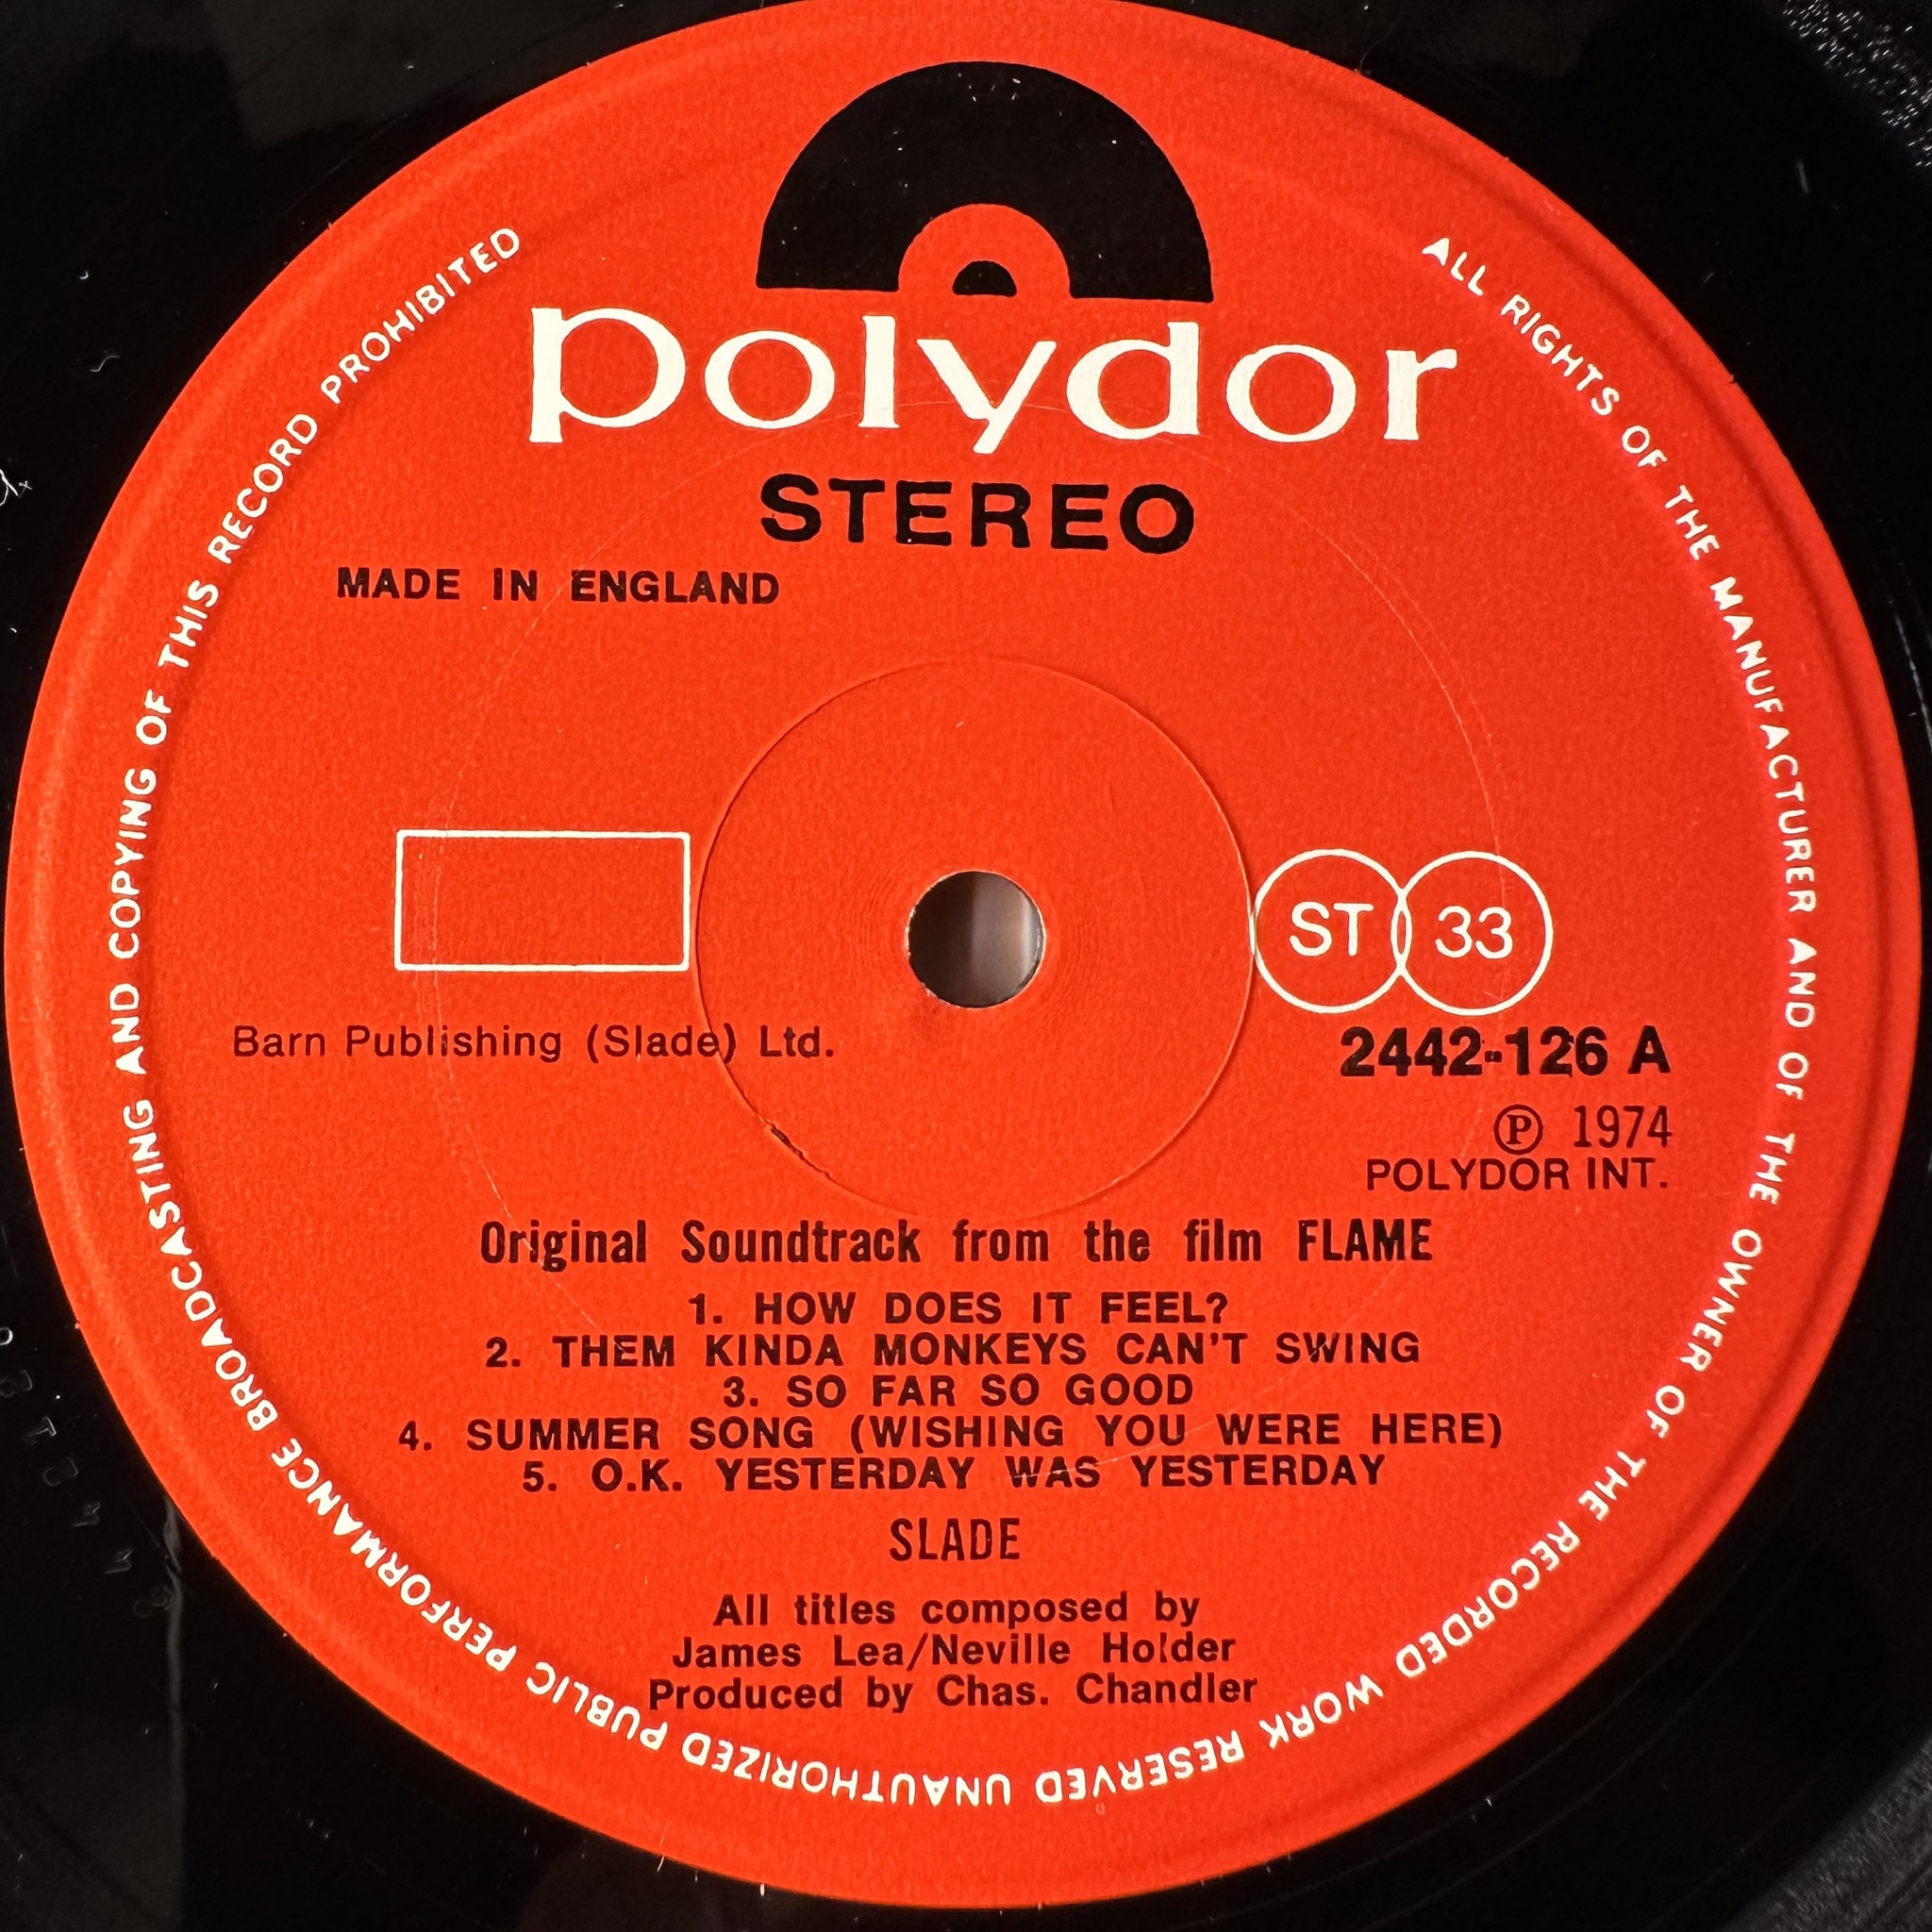 polydor
STEREO
MADE IN ENGLAND
ST 33
Barn Publishing (Slade) Ltd.
2442-126 A
Ⓟ 1974
POLYDOR INT.
Original Soundtrack from the film FLAME
1. HOW DOES IT FEEL?
2. THEM KINDA MONKEYS CAN'T SWING
3. SO FAR SO GOOD
4. SUMMER SONG (WISHING YOU WERE HERE)
5. O.K. YESTERDAY WAS YESTERDAY
SLADE
All titles composed by
James Lea/Neville Holder
Produced by Chas. Chandler
ALL RIGHTS OF THE MANUFACTURER AND OF THE OWNER OF THE RECORDED WORK RESERVED UNAUTHORIZED PUBLIC PERFORMANCE BROADCASTING AND COPYING OF THIS RECORD PROHIBITED